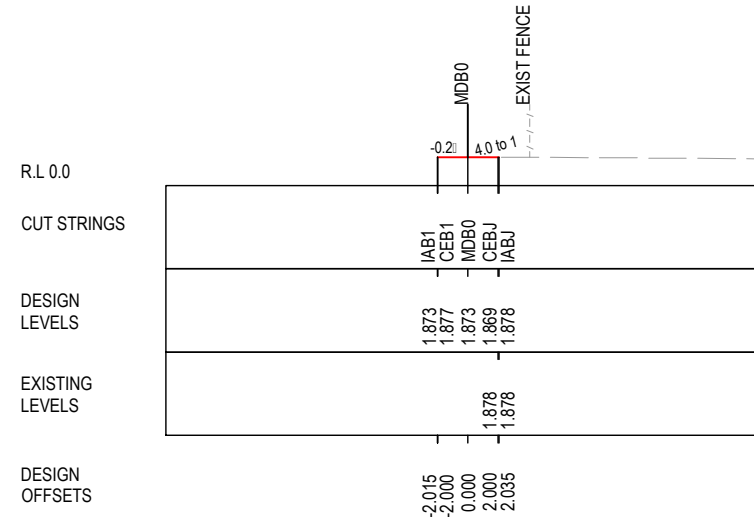 MDB0
EXIST FENCE
-0.2
4.0 to 1
R.L 0.0
CUT STRINGS
IAB1
CEB1
MDB0
CEBJ
IABJ
DESIGN
LEVELS
1.873
1.877
1.873
1.869
1.878
EXISTING
LEVELS
1.878
1.878
DESIGN
OFFSETS
-2.015
-2.000
0.000
2.000
2.035